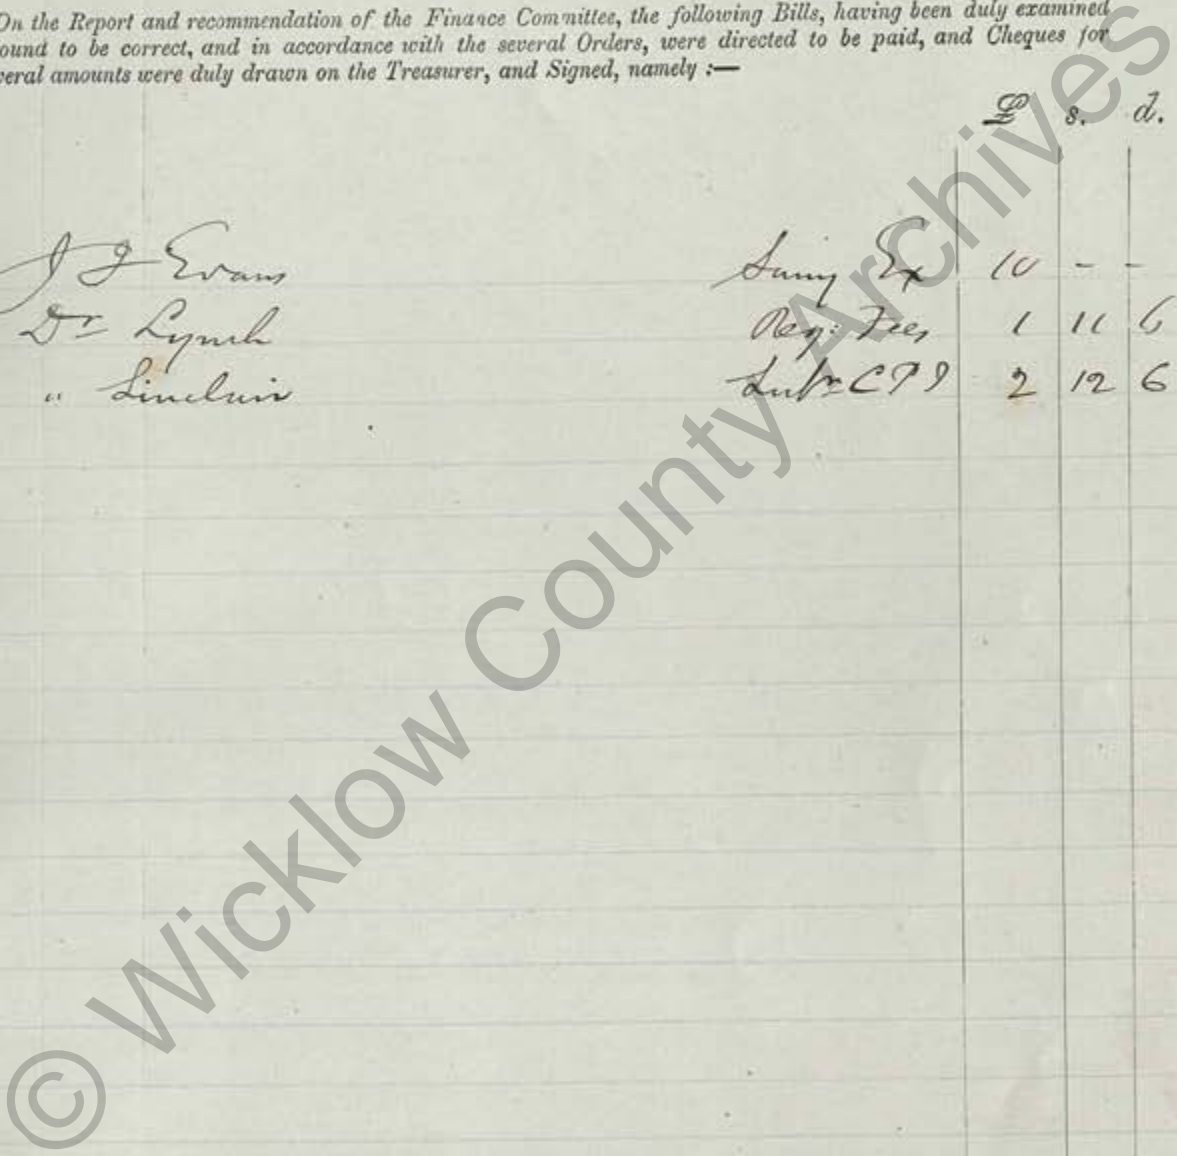 On the Report and recommendation of the Finance Committee, the following Bills, having been duly examined
ound to be correct, and in accordance with the several Orders, were directed to be paid, and Cheques for
veral amounts were duly drawn on the Treasurer, and Signed, namely :—
£ s. d.
J J Evans Ex 10 - -
Dr Lynch Reg: Fees 1 11 6
" Sinclair 2 12 6
© Wicklow County Archives